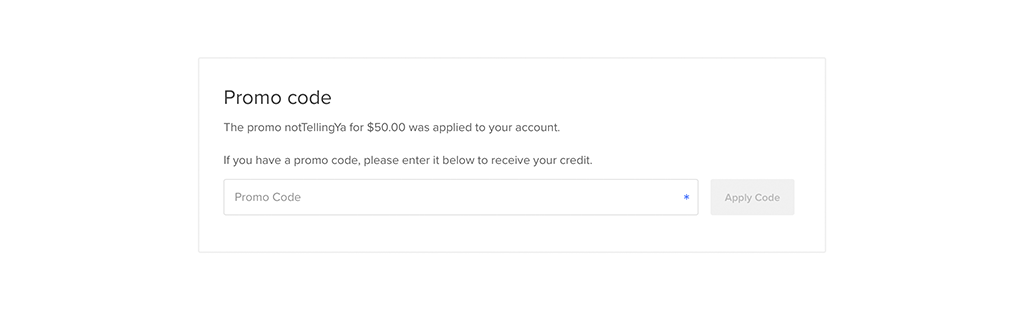 Promo code
The promo notTellingYa for $50.00 was applied to your account.
If you have a promo code, please enter it below to receive your credit.
Promo Code *
Apply Code